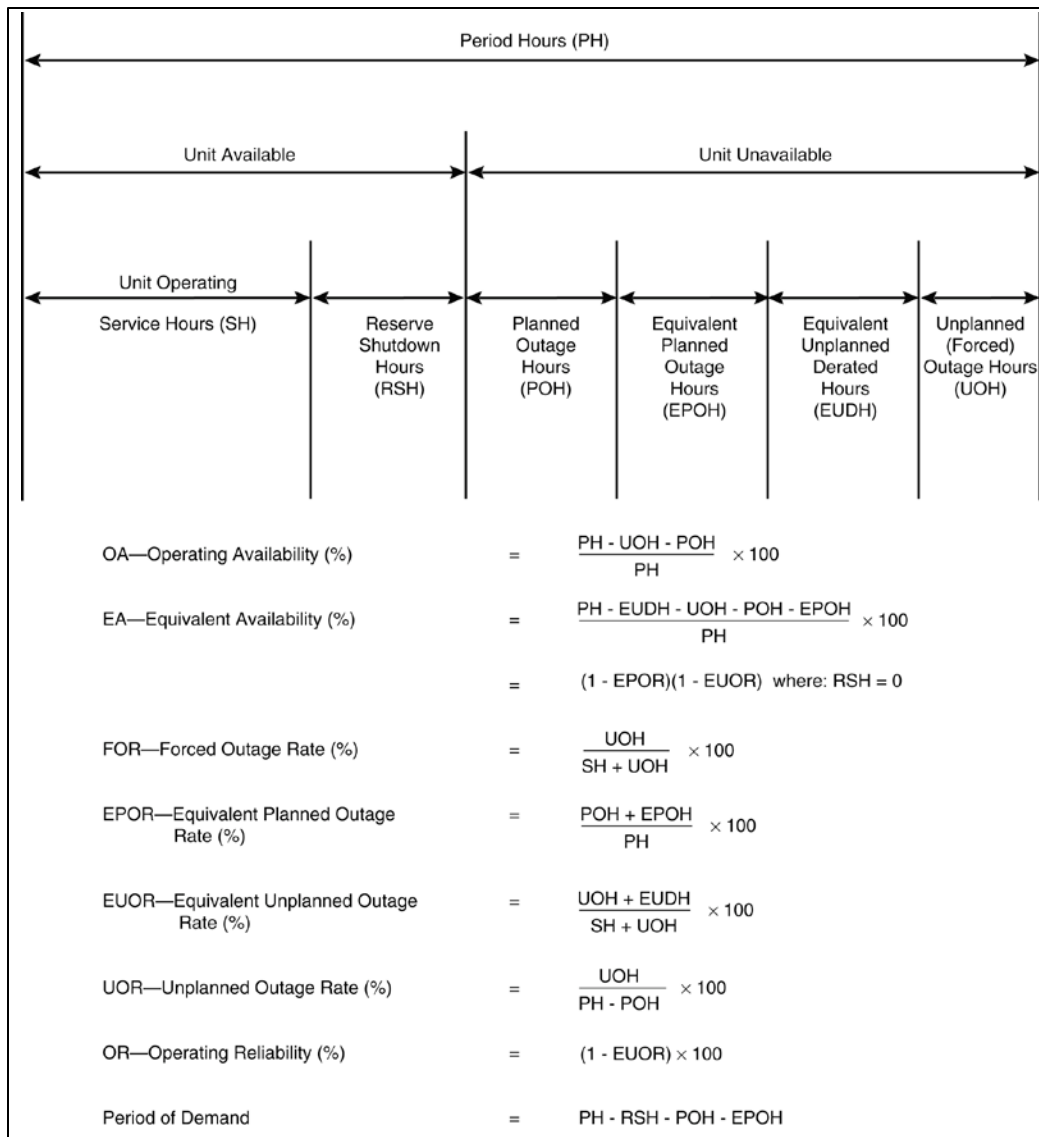 Period Hours (PH)
Unit Available
Unit Unavailable
Unit Operating
Service Hours (SH)
Reserve
Shutdown
Hours
(RSH)
Planned
Outage
Hours
(POH)
Equivalent
Planned
Outage
Hours
(EPOH)
Equivalent
Unplanned
Derated
Hours
(EUDH)
Unplanned
(Forced)
Outage Hours
(UOH)
OA—Operating Availability (%) = PH - UOH - POH / PH × 100
EA—Equivalent Availability (%) = PH - EUDH - UOH - POH - EPOH / PH × 100
= (1 - EPOR)(1 - EUOR) where: RSH = 0
FOR—Forced Outage Rate (%) = UOH / SH + UOH × 100
EPOR—Equivalent Planned Outage
Rate (%) = POH + EPOH / PH × 100
EUOR—Equivalent Unplanned Outage
Rate (%) = UOH + EUDH / SH + UOH × 100
UOR—Unplanned Outage Rate (%) = UOH / PH - POH × 100
OR—Operating Reliability (%) = (1 - EUOR) × 100
Period of Demand = PH - RSH - POH - EPOH